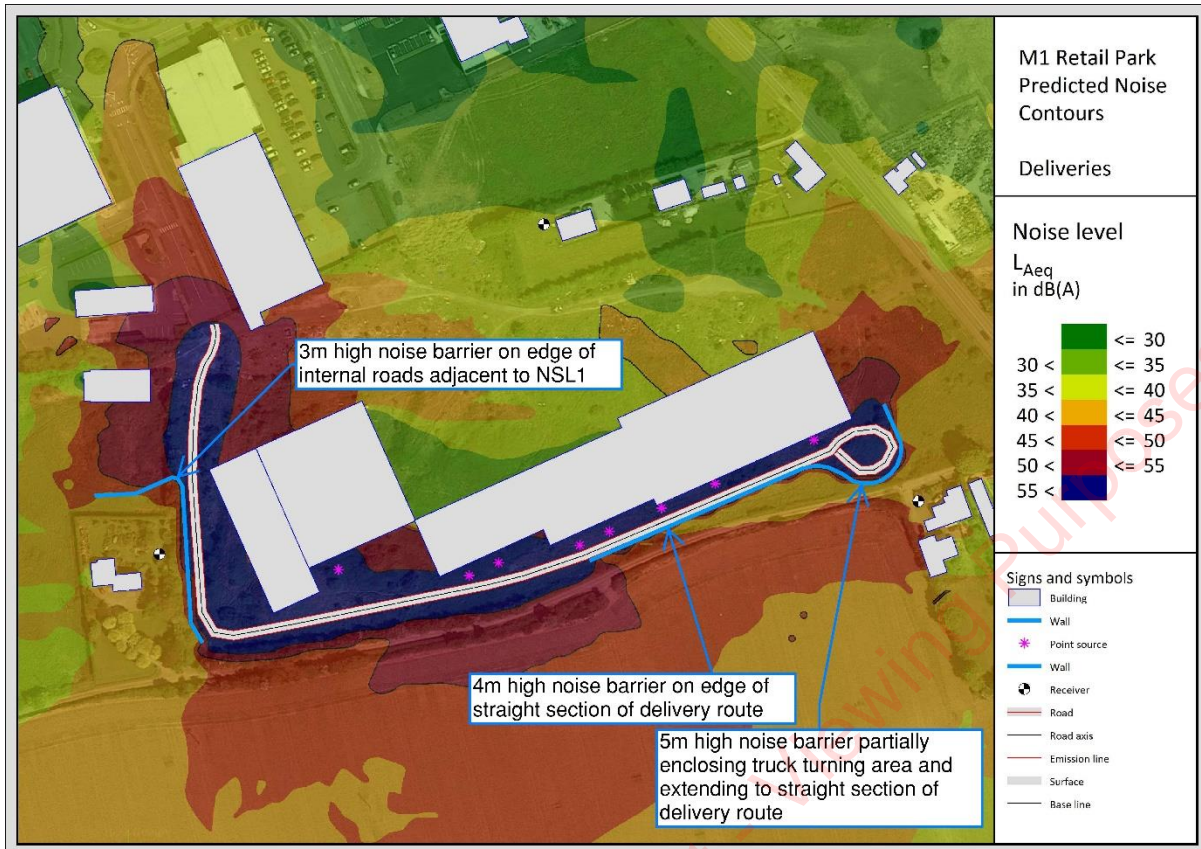 M1 Retail Park
Predicted Noise
Contours
Deliveries
Noise level
LAeq
in dB(A)
<= 30
30 < <= 35
35 < <= 40
40 < <= 45
45 < <= 50
50 < <= 55
55 <
Signs and symbols
Building
Wall
Point source
Wall
Receiver
Road
Road axis
Emission line
Surface
Base line
3m high noise barrier on edge of
internal roads adjacent to NSL1
4m high noise barrier on edge of
straight section of delivery route
5m high noise barrier partially
enclosing truck turning area and
extending to straight section of
delivery route
Viewing Purpose